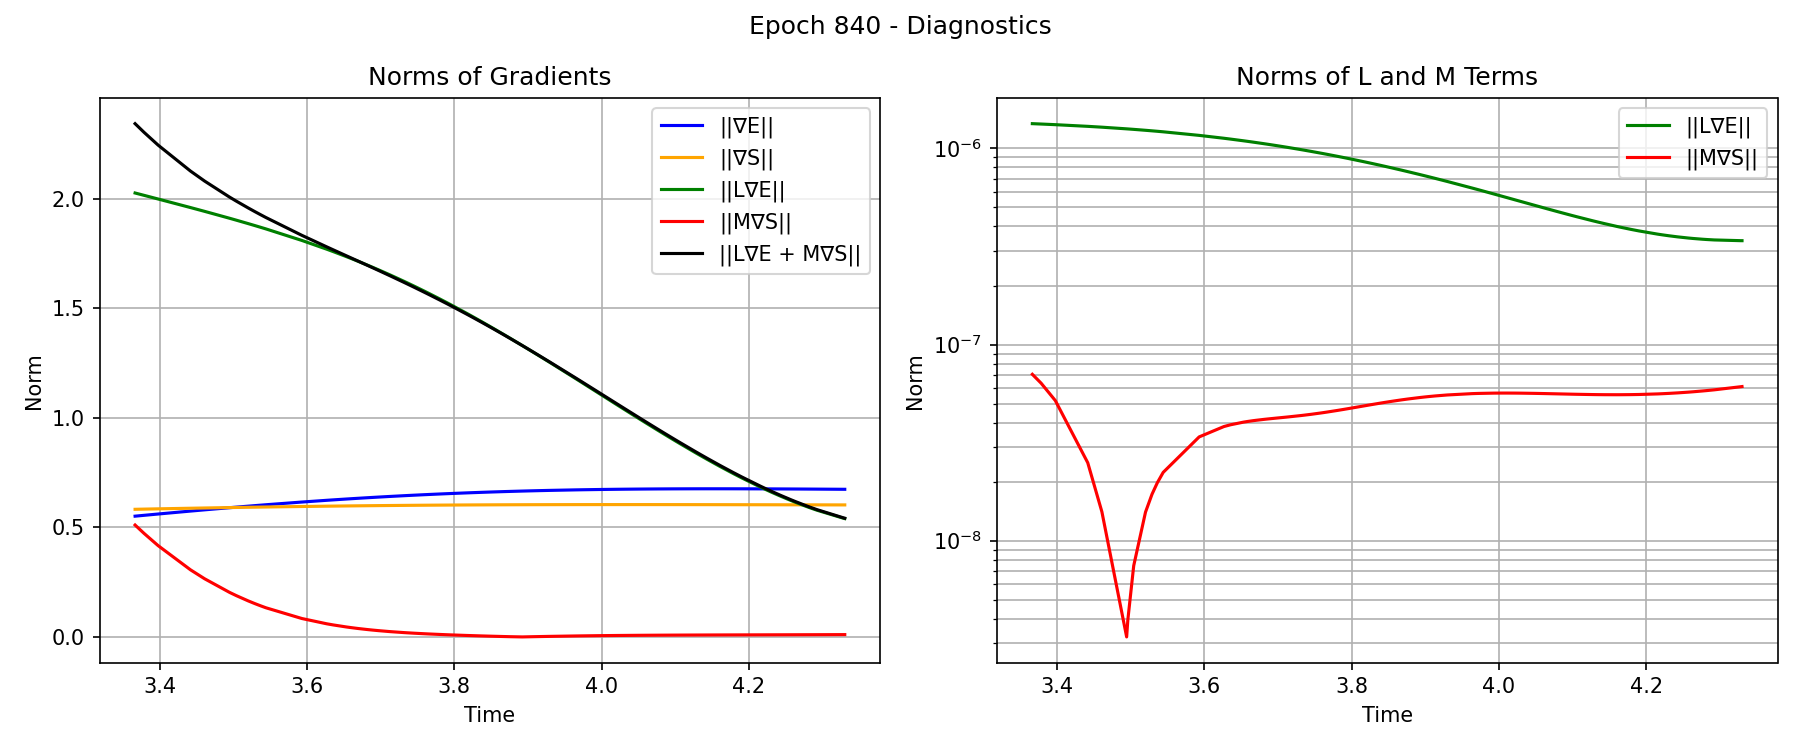 Epoch 840 - Diagnostics
Norms of Gradients
Norm
2.0
1.5
1.0
0.5
0.0
3.4
3.6
3.8
4.0
4.2
Time
||∇E||
||∇S||
||L∇E||
||M∇S||
||L∇E + M∇S||
Norms of L and M Terms
Norm
10⁻⁶
10⁻⁷
10⁻⁸
3.4
3.6
3.8
4.0
4.2
Time
||L∇E||
||M∇S||